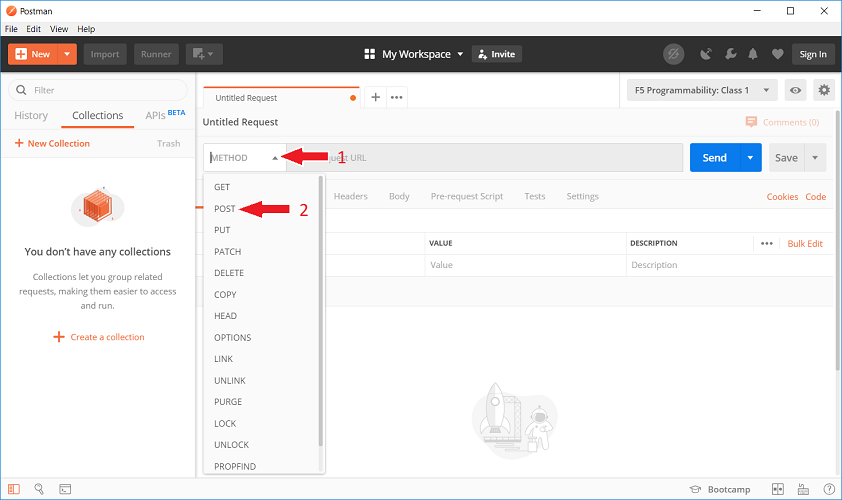 Postman
File Edit View Help
New Import Runner My Workspace Invite Sign In
Filter
History Collections APIs BETA
New Collection Trash
You don't have any collections
Collections let you group related
requests, making them easier to access
and run.
Create a collection
Untitled Request
F5 Programmability: Class 1
Untitled Request
Comments (0)
METHOD 1 URL Send Save
GET
POST 2
PUT
PATCH
DELETE
COPY
HEAD
OPTIONS
LINK
UNLINK
PURGE
LOCK
UNLOCK
PROPFIND
Headers Body Pre-request Script Tests Settings Cookies Code
VALUE DESCRIPTION Bulk Edit
Value Description
Bootcamp